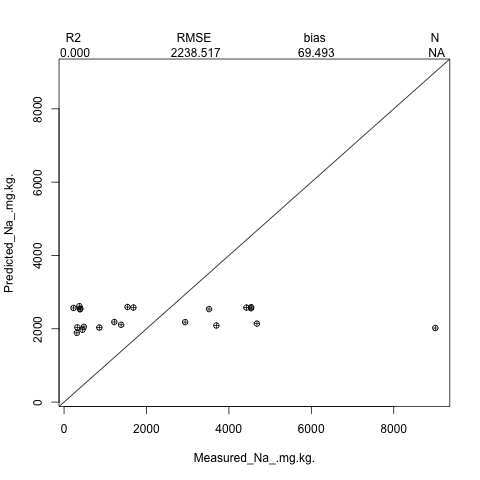 R2 RMSE bias N
0.000 2238.517 69.493 NA
8000
6000
4000
2000
0
Predicted_Na_.mg.kg.
0 2000 4000 6000 8000
Measured_Na_.mg.kg.